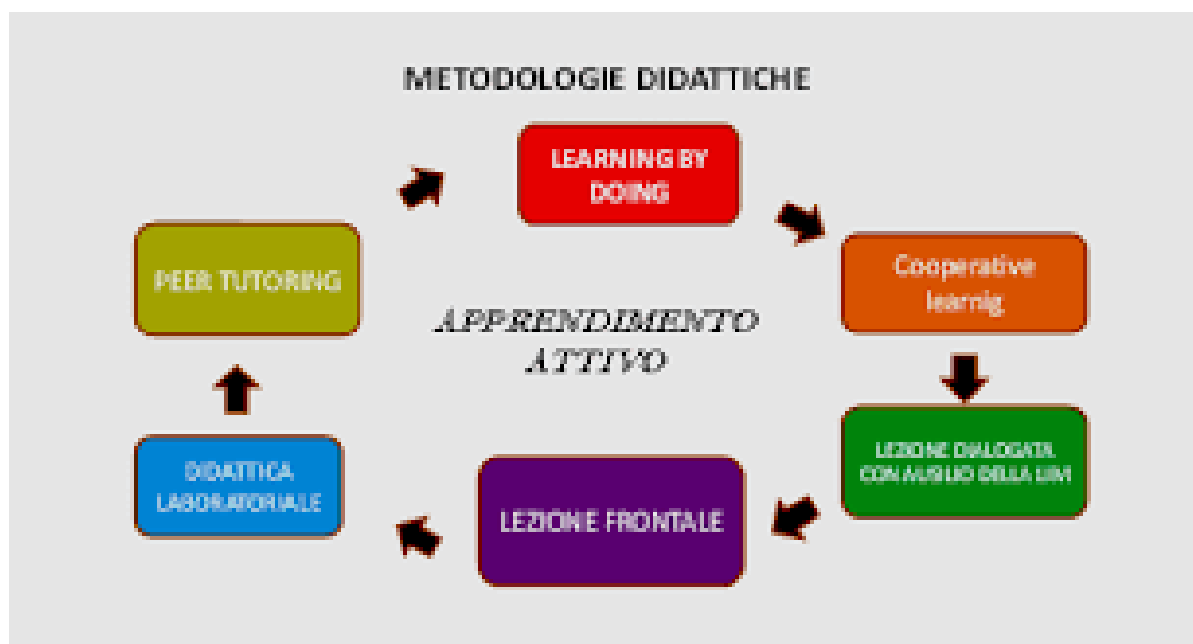 METODOLOGIE DIDATTICHE
LEARNING BY
DOING
Cooperative
learnig
LEZIONE DIALOGATA
CON AUSILIO DELLA LIM
LEZIONE FRONTALE
DIDATTICA
LABORATORIALE
PEER TUTORING
APPRENDIMENTO
ATTIVO